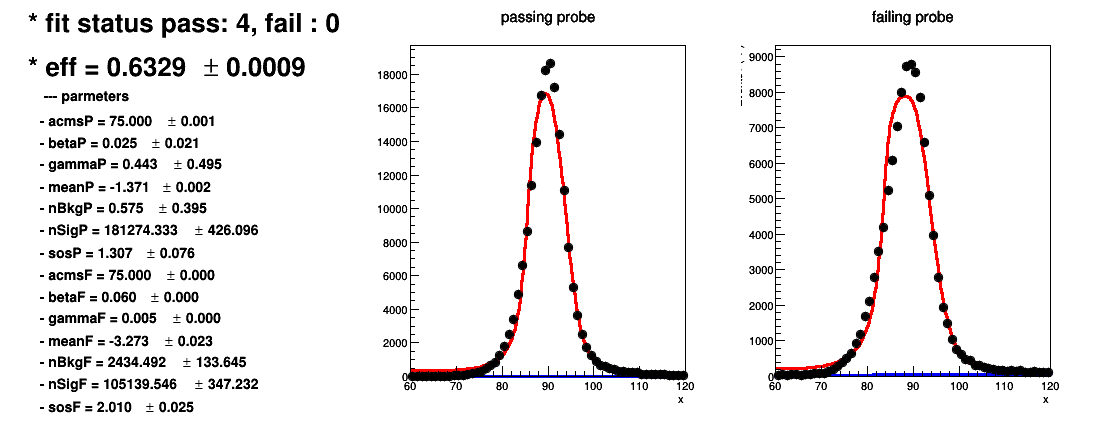 * fit status pass: 4, fail : 0
* eff = 0.6329 ± 0.0009
--- parmeters
- acmsP = 75.000 ± 0.001
- betaP = 0.025 ± 0.021
- gammaP = 0.443 ± 0.495
- meanP = -1.371 ± 0.002
- nBkgP = 0.575 ± 0.395
- nSigP = 181274.333 ± 426.096
- sosP = 1.307 ± 0.076
- acmsF = 75.000 ± 0.000
- betaF = 0.060 ± 0.000
- gammaF = 0.005 ± 0.000
- meanF = -3.273 ± 0.023
- nBkgF = 2434.492 ± 133.645
- nSigF = 105139.546 ± 347.232
- sosF = 2.010 ± 0.025
passing probe
18000
16000
14000
12000
10000
8000
6000
4000
2000
0
60 70 80 90 100 110 120
x
failing probe
9000
8000
7000
6000
5000
4000
3000
2000
1000
0
60 70 80 90 100 110 120
x